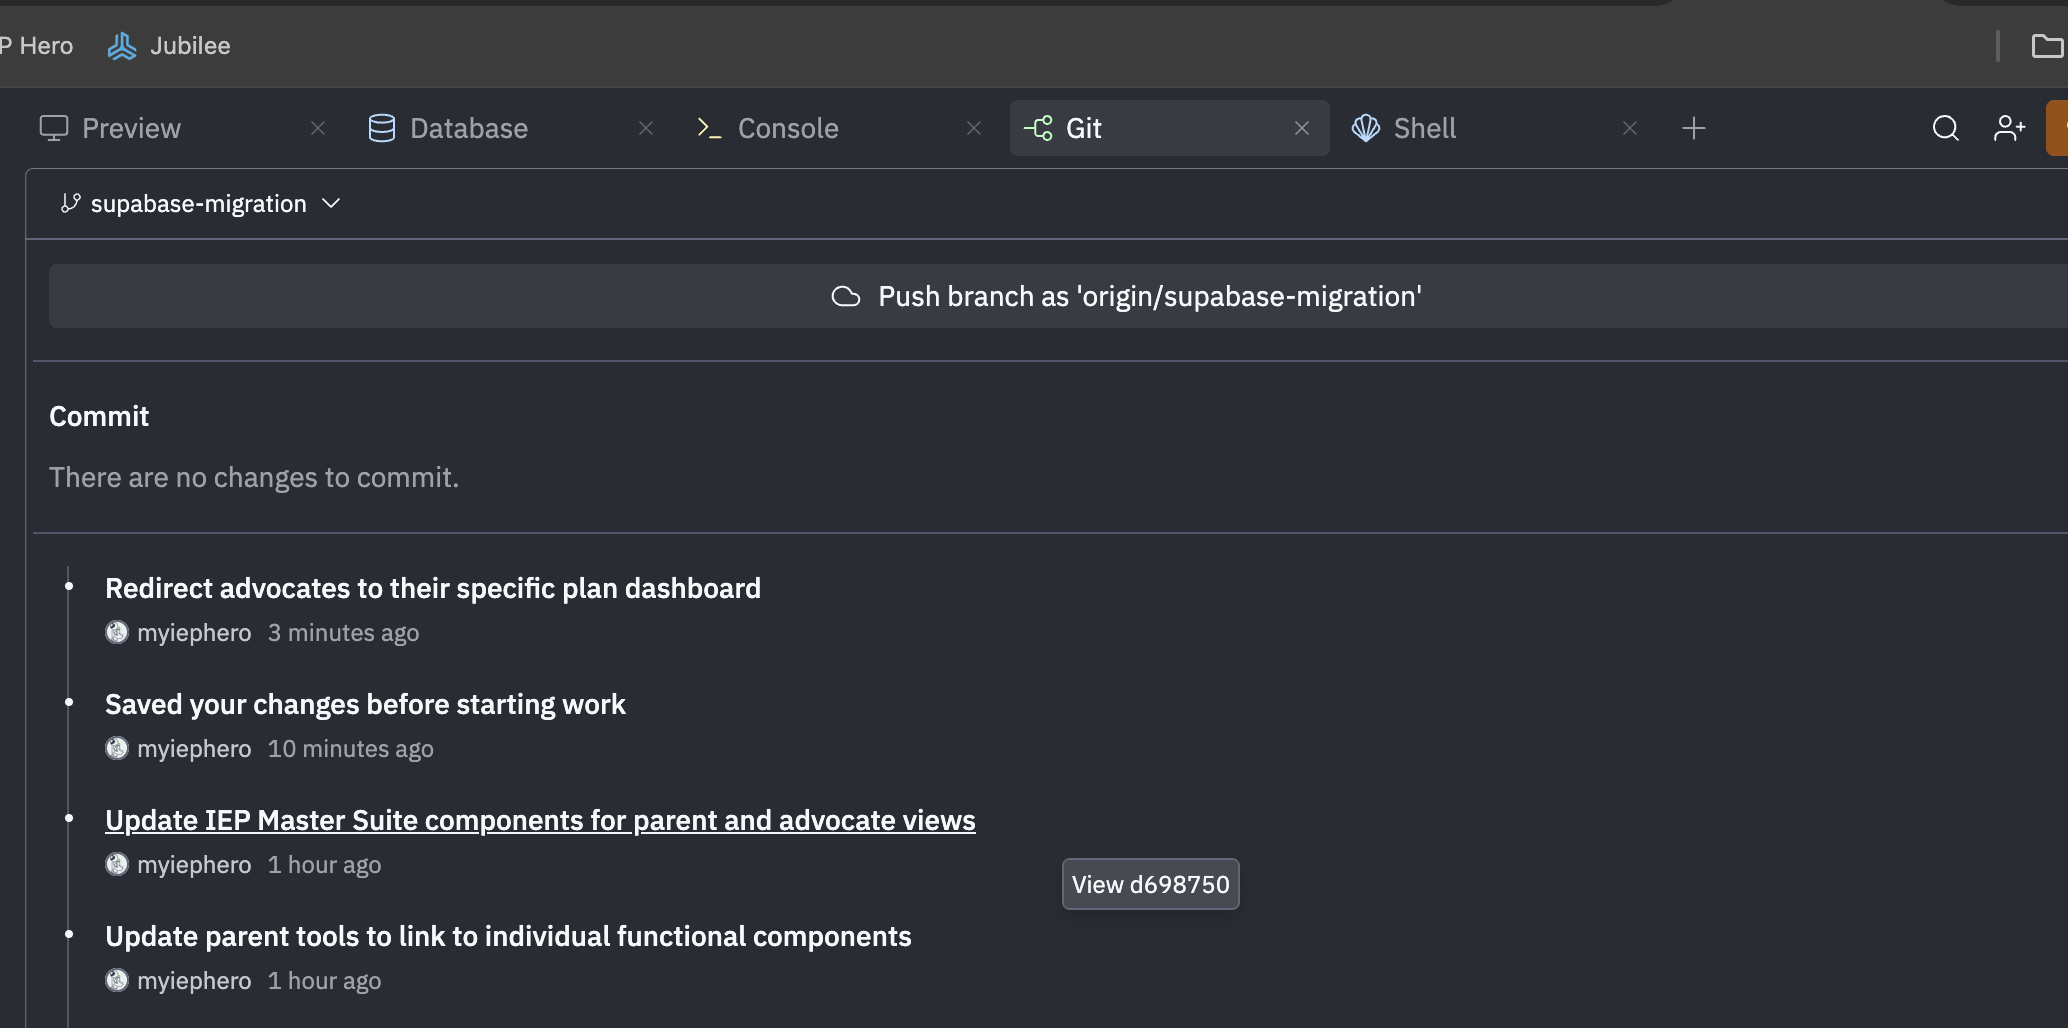 P Hero Jubilee
Preview Database Console Git Shell
supabase-migration
Push branch as 'origin/supabase-migration'
Commit
There are no changes to commit.
Redirect advocates to their specific plan dashboard
myiephero 3 minutes ago
Saved your changes before starting work
myiephero 10 minutes ago
Update IEP Master Suite components for parent and advocate views
myiephero 1 hour ago
View d698750
Update parent tools to link to individual functional components
myiephero 1 hour ago